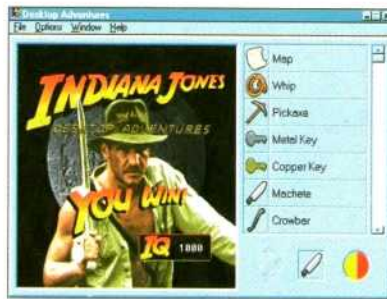 Desktop Adventures
File Options Window Help
INDIANA JONES
DESKTOP ADVENTURES
YOU WIN!
IQ 1000
Map
Whip
Pickaxe
Metal Key
Copper Key
Machete
Crowbar